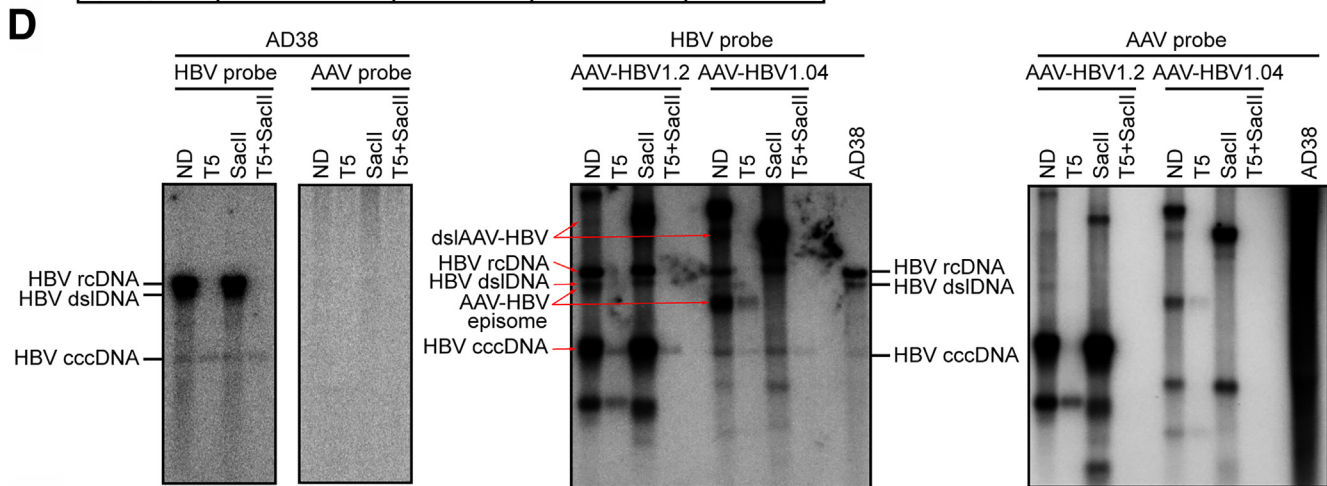 D
AD38
HBV probe AAV probe
ND T5 SacII T5+SacII ND T5 SacII T5+SacII
HBV rcDNA
HBV dslDNA
HBV cccDNA
HBV probe
AAV-HBV1.2 AAV-HBV1.04
ND T5 SacII T5+SacII ND T5 SacII T5+SacII AD38
dslAAV-HBV
HBV rcDNA
HBV dslDNA
AAV-HBV
episome
HBV cccDNA
HBV rcDNA
HBV dslDNA
HBV cccDNA
AAV probe
AAV-HBV1.2 AAV-HBV1.04
ND T5 SacII T5+SacII ND T5 SacII T5+SacII AD38